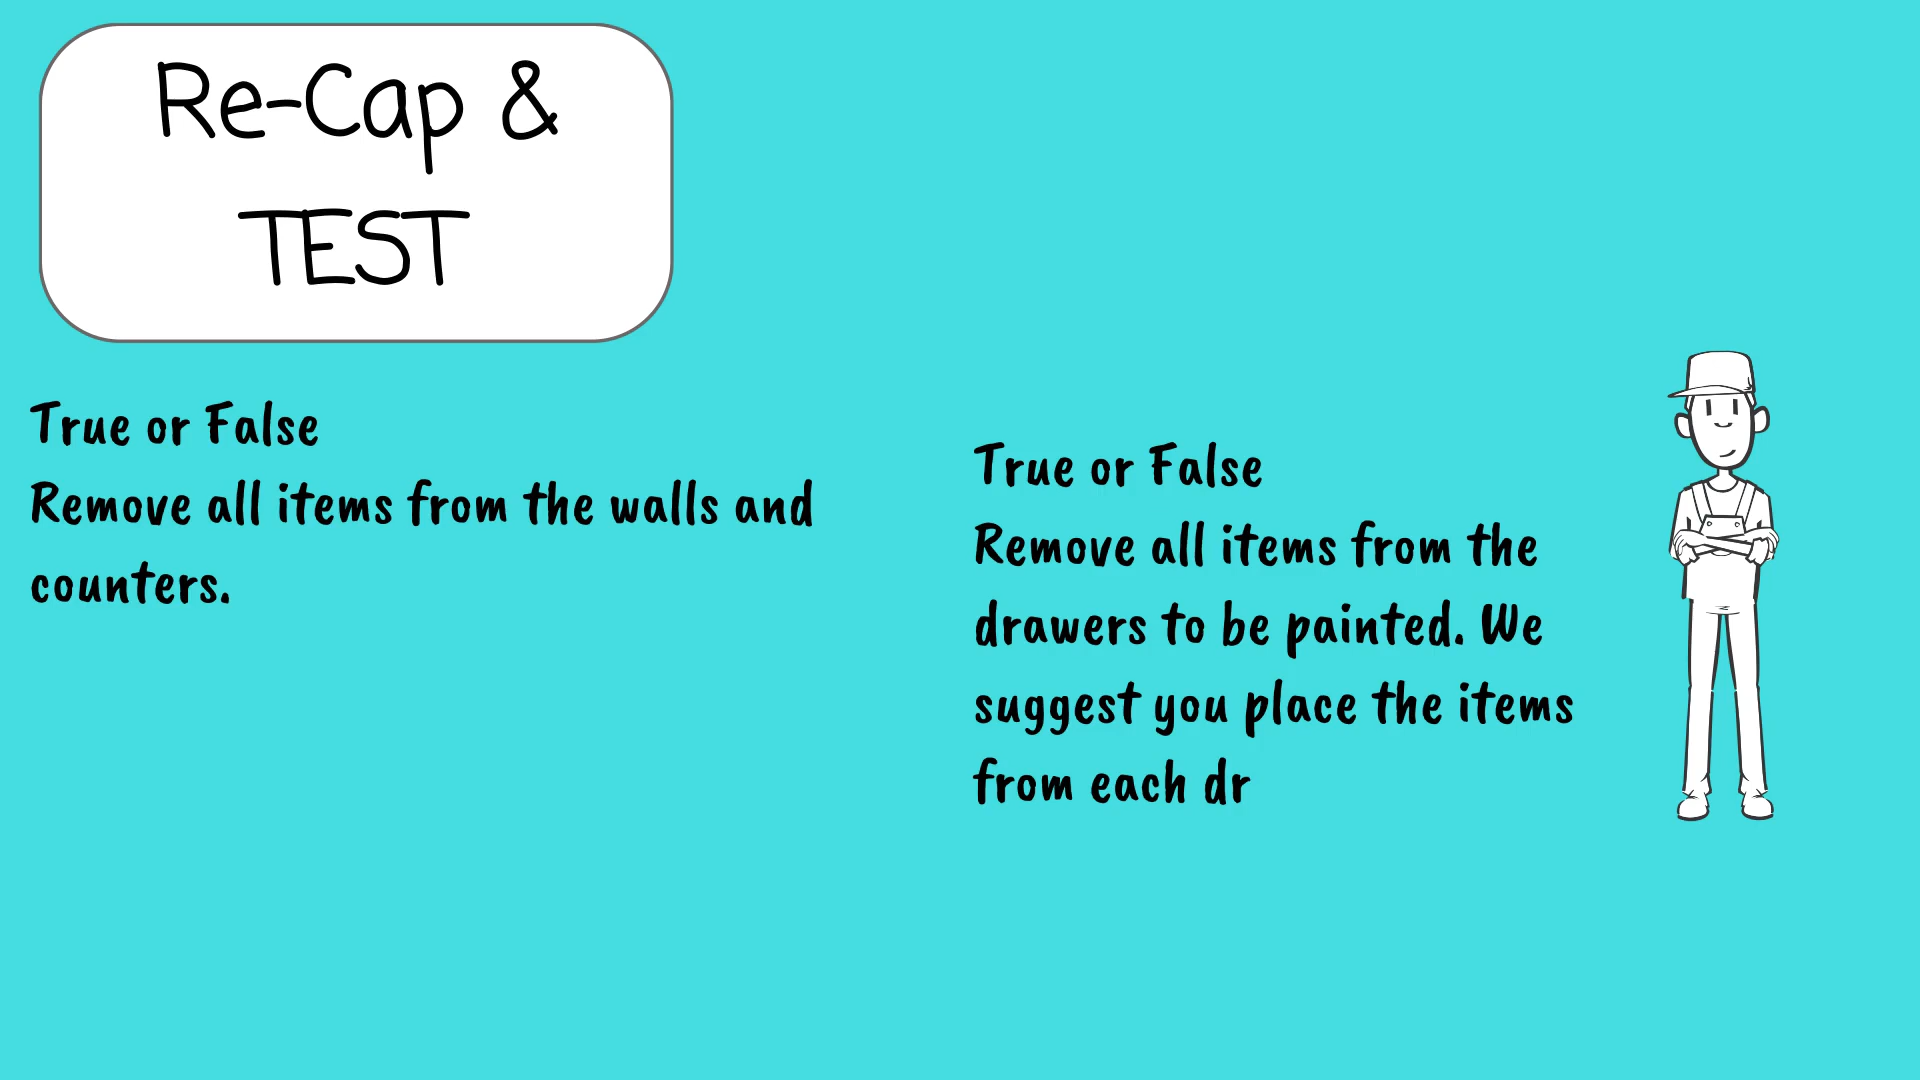 Re-Cap &
TEST
True or False
Remove all items from the walls and
counters.
True or False
Remove all items from the
drawers to be painted. We
suggest you place the items
from each dr